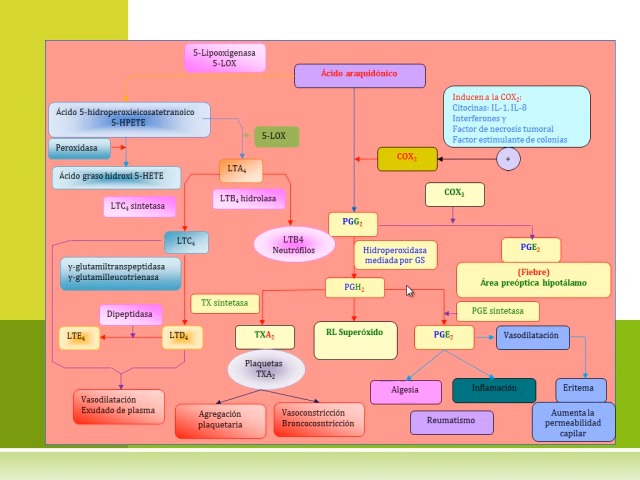 5-Lipooxigenasa
5-LOX
Ácido araquidónico
Inducen a la COX₂:
Citocinas: IL-1. IL-8
Interferones γ
Factor de necrosis tumoral
Factor estimulante de colonias
Ácido 5-hidroperoxieicosatetranoico
5-HPETE
5-LOX
Peroxidasa
COX₂
+
Ácido graso hidroxi 5-HETE
LTA₄
COX₃
LTC₄ sintetasa
LTB₄ hidrolasa
PGG₂
LTC₄
LTB4
Neutrófilos
Hidroperoxidasa
mediada por GS
PGE₂
γ-glutamiltranspeptidasa
γ-glutamilleucotrienasa
(Fiebre)
Área preóptica hipotálamo
PGH₂
TX sintetasa
PGE sintetasa
Dipeptidasa
LTE₄
LTD₄
TXA₂
RL Superóxido
PGE₂
Vasodilatación
Plaquetas
TXA₂
Algesia
Inflamación
Eritema
Vasodilatación
Exudado de plasma
Agregación
plaquetaria
Vasoconstricción
Broncoconstricción
Reumatismo
Aumenta la
permeabilidad
capilar